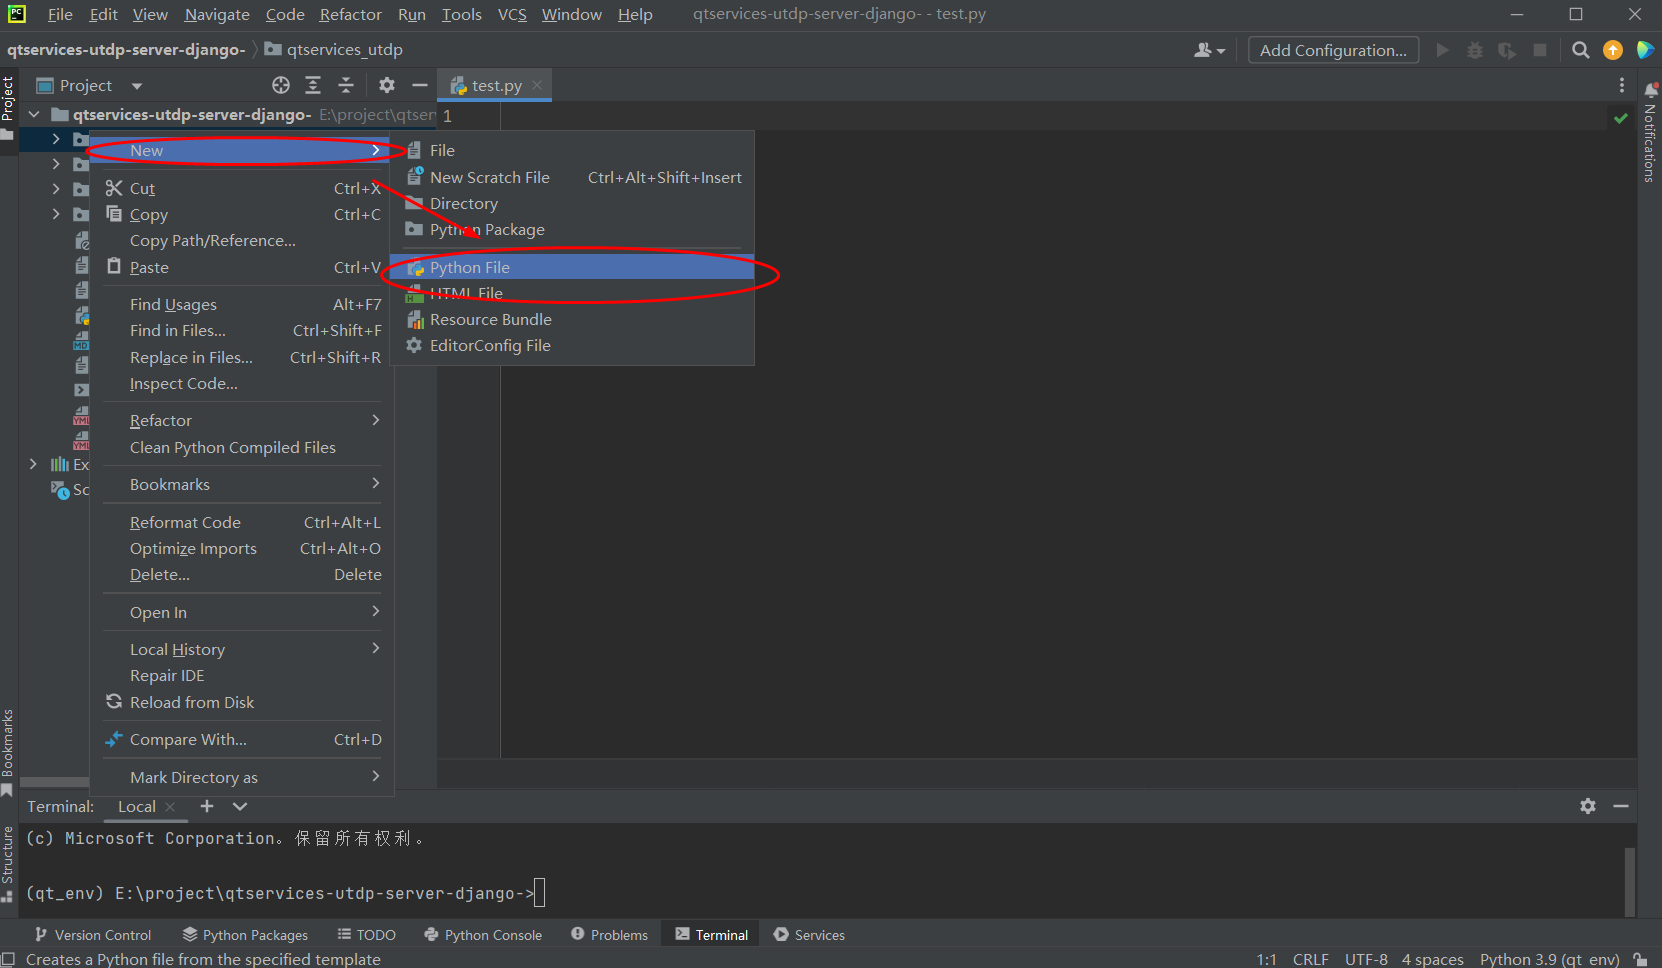 PC File Edit View Navigate Code Refactor Run Tools VCS Window Help qtservices-utdp-server-django- - test.py
qtservices-utdp-server-django- qtservices_utdp Add Configuration...
Project
Project
test.py
qtservices-utdp-server-django- E:\project\qtser
1
New
Cut Ctrl+X
Copy Ctrl+C
Copy Path/Reference...
Paste Ctrl+V
Find Usages Alt+F7
Find in Files... Ctrl+Shift+F
Replace in Files... Ctrl+Shift+R
Inspect Code...
Refactor
Clean Python Compiled Files
Bookmarks
Reformat Code Ctrl+Alt+L
Optimize Imports Ctrl+Alt+O
Delete... Delete
Open In
Local History
Repair IDE
Reload from Disk
Compare With... Ctrl+D
Mark Directory as
File
New Scratch File Ctrl+Alt+Shift+Insert
Directory
Python Package
Python File
H HTML File
Resource Bundle
EditorConfig File
MD
YML
YML
Ex
Sc
Notifications
Bookmarks
Structure
Terminal: Local
(c) Microsoft Corporation。保留所有权利。
(qt_env) E:\project\qtservices-utdp-server-django->
Version Control Python Packages TODO Python Console Problems Terminal Services
Creates a Python file from the specified template 1:1 CRLF UTF-8 4 spaces Python 3.9 (qt_env)